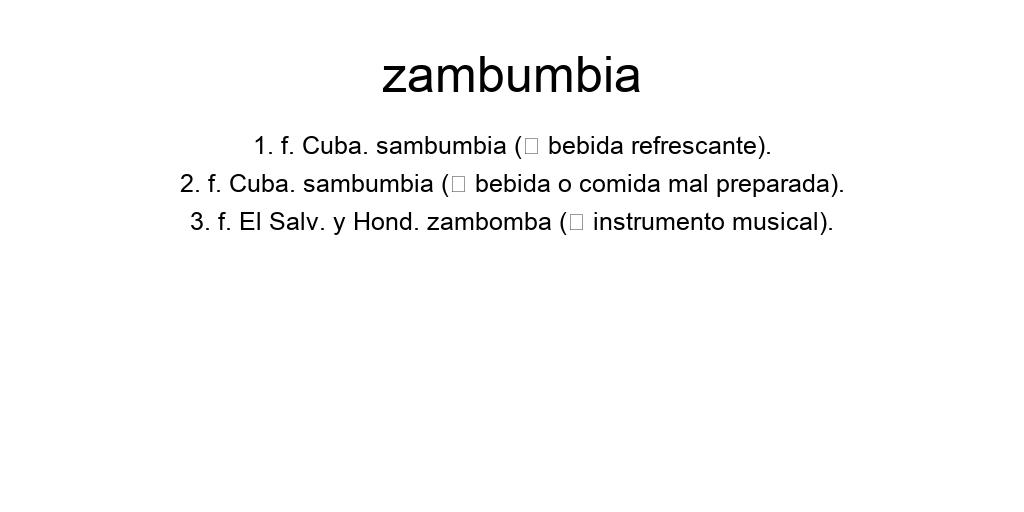 zambumbia
1. f. Cuba. sambumbia (□ bebida refrescante).
2. f. Cuba. sambumbia (□ bebida o comida mal preparada).
3. f. El Salv. y Hond. zambomba (□ instrumento musical).